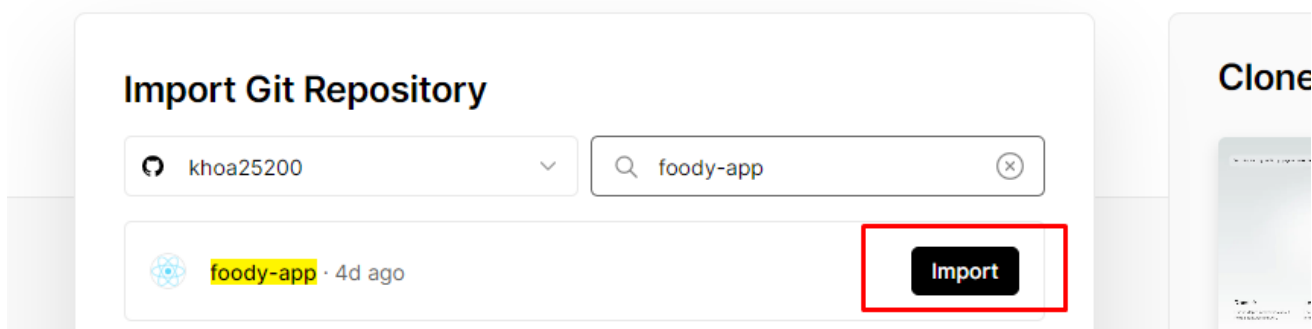 Import Git Repository
Clone
khoa25200
foody-app
foody-app · 4d ago
Import